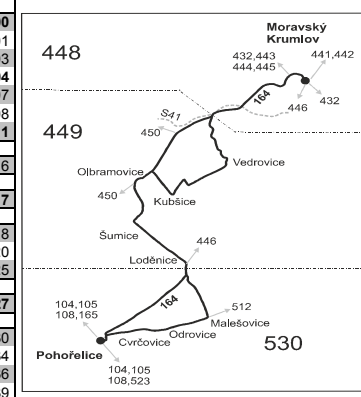 Moravský
Krumlov
448
432,443
444,445
441,442
164
446
432
S41
449
450
Vedrovice
Olbramovice
450
Kubšice
Šumice
446
Loděnice
164
104,105
108,165
512
Malešovice
Odrovice
Cvrčovice
530
Pohořelice
104,105
108,523